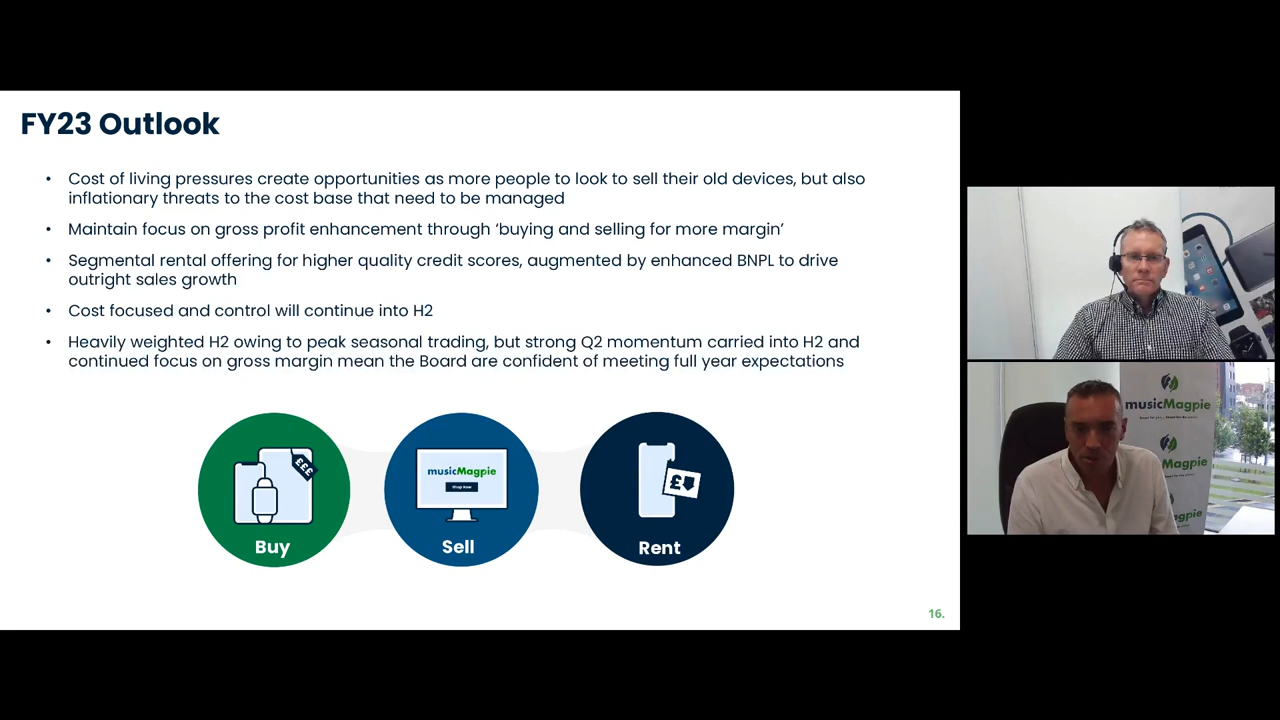 FY23 Outlook
• Cost of living pressures create opportunities as more people to look to sell their old devices, but also
inflationary threats to the cost base that need to be managed
• Maintain focus on gross profit enhancement through ‘buying and selling for more margin’
• Segmental rental offering for higher quality credit scores, augmented by enhanced BNPL to drive
outright sales growth
• Cost focused and control will continue into H2
• Heavily weighted H2 owing to peak seasonal trading, but strong Q2 momentum carried into H2 and
continued focus on gross margin mean the Board are confident of meeting full year expectations
£££
musicMagpie
Shop Now
£
Buy
Sell
Rent
16.
musicMagpie
Magpie
agpie